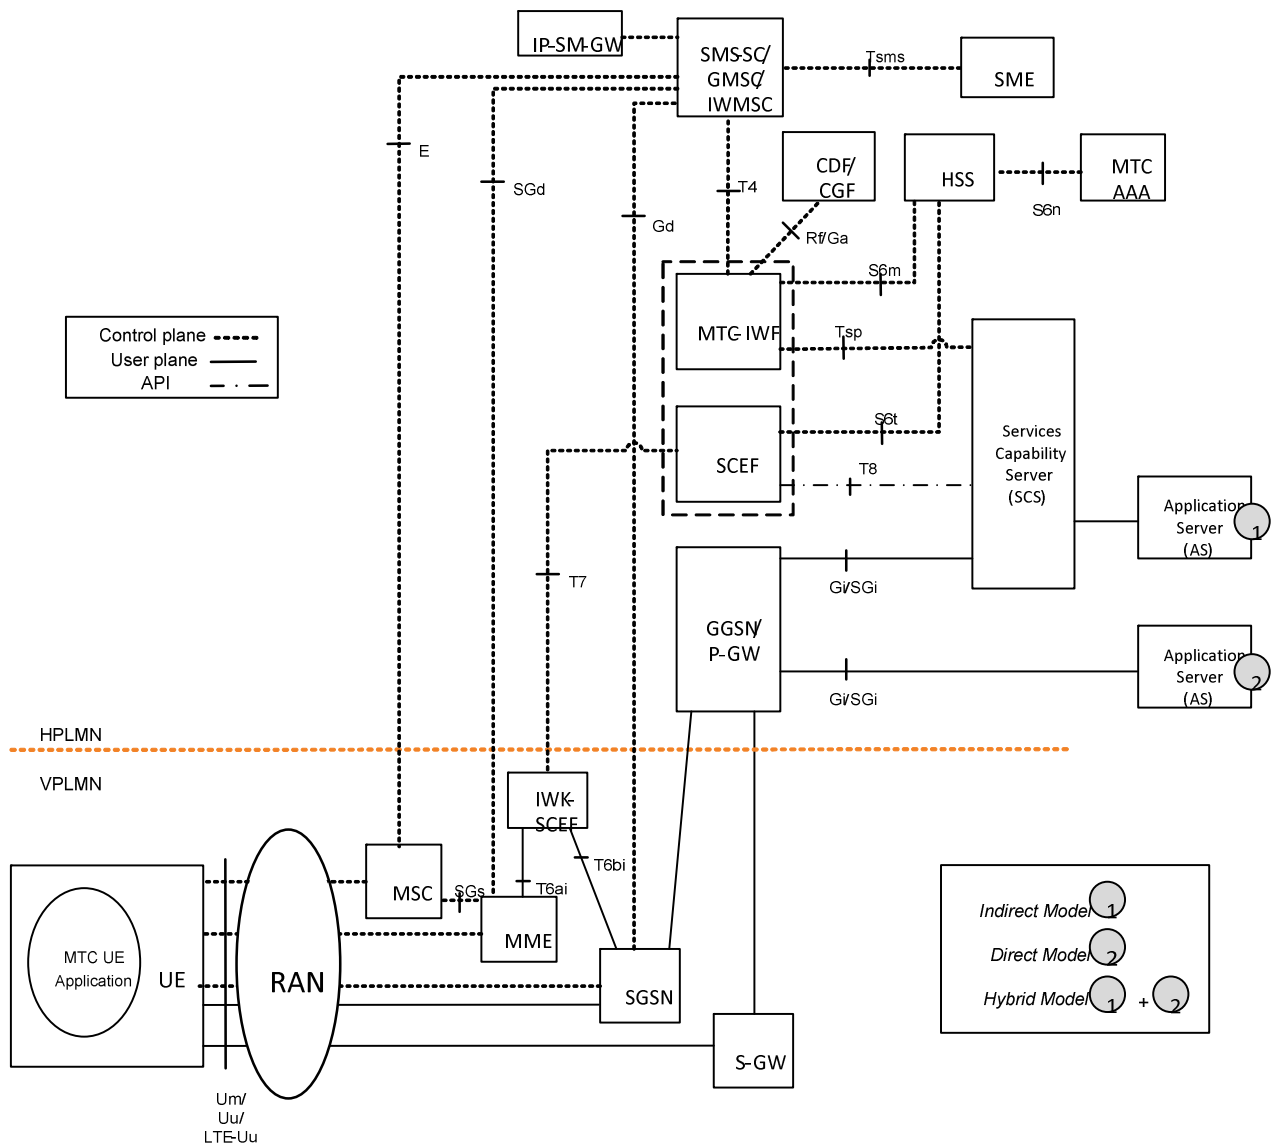 IP-SM-GW
SMS-SC/
GMSC/
IWMSC
Tsms
SME
E
SGd
Gd
T4
CDF/
CGF
Rf/Ga
HSS
S6n
MTC
AAA
S6m
MTC-IWF
Tsp
Control plane
User plane
API
S6t
SCEF
T8
Services
Capability
Server
(SCS)
Application
Server
(AS)
1
T7
Gi/SGi
GGSN/
P-GW
Gi/SGi
Application
Server
(AS)
2
HPLMN
VPLMN
IWK-
SCEF
T6bi
T6ai
MSC
SGs
MME
MTC UE
Application
UE
RAN
SGSN
S-GW
Um/
Uu/
LTE-Uu
Indirect Model 1
Direct Model 2
Hybrid Model 1 + 2